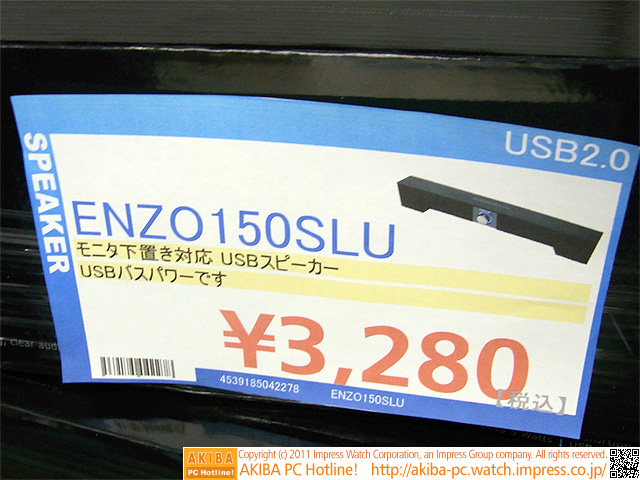 USB2.0
SPEAKER
ENZO150SLU
モニタ下置き対応 USBスピーカー
USBバスパワーです
¥3,280
【税込】
4539185042278
ENZO150SLU
clear
AKIBA
PC Hotline!
Copyright (c) 2011 Impress Watch Corporation, an Impress Group company. All rights reserved.
AKIBA PC Hotline! http://akiba-pc.watch.impress.co.jp/